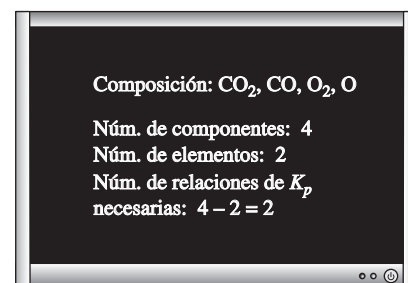 Composición: CO₂, CO, O₂, O
Núm. de componentes: 4
Núm. de elementos: 2
Núm. de relaciones de Kₚ
necesarias: 4 – 2 = 2